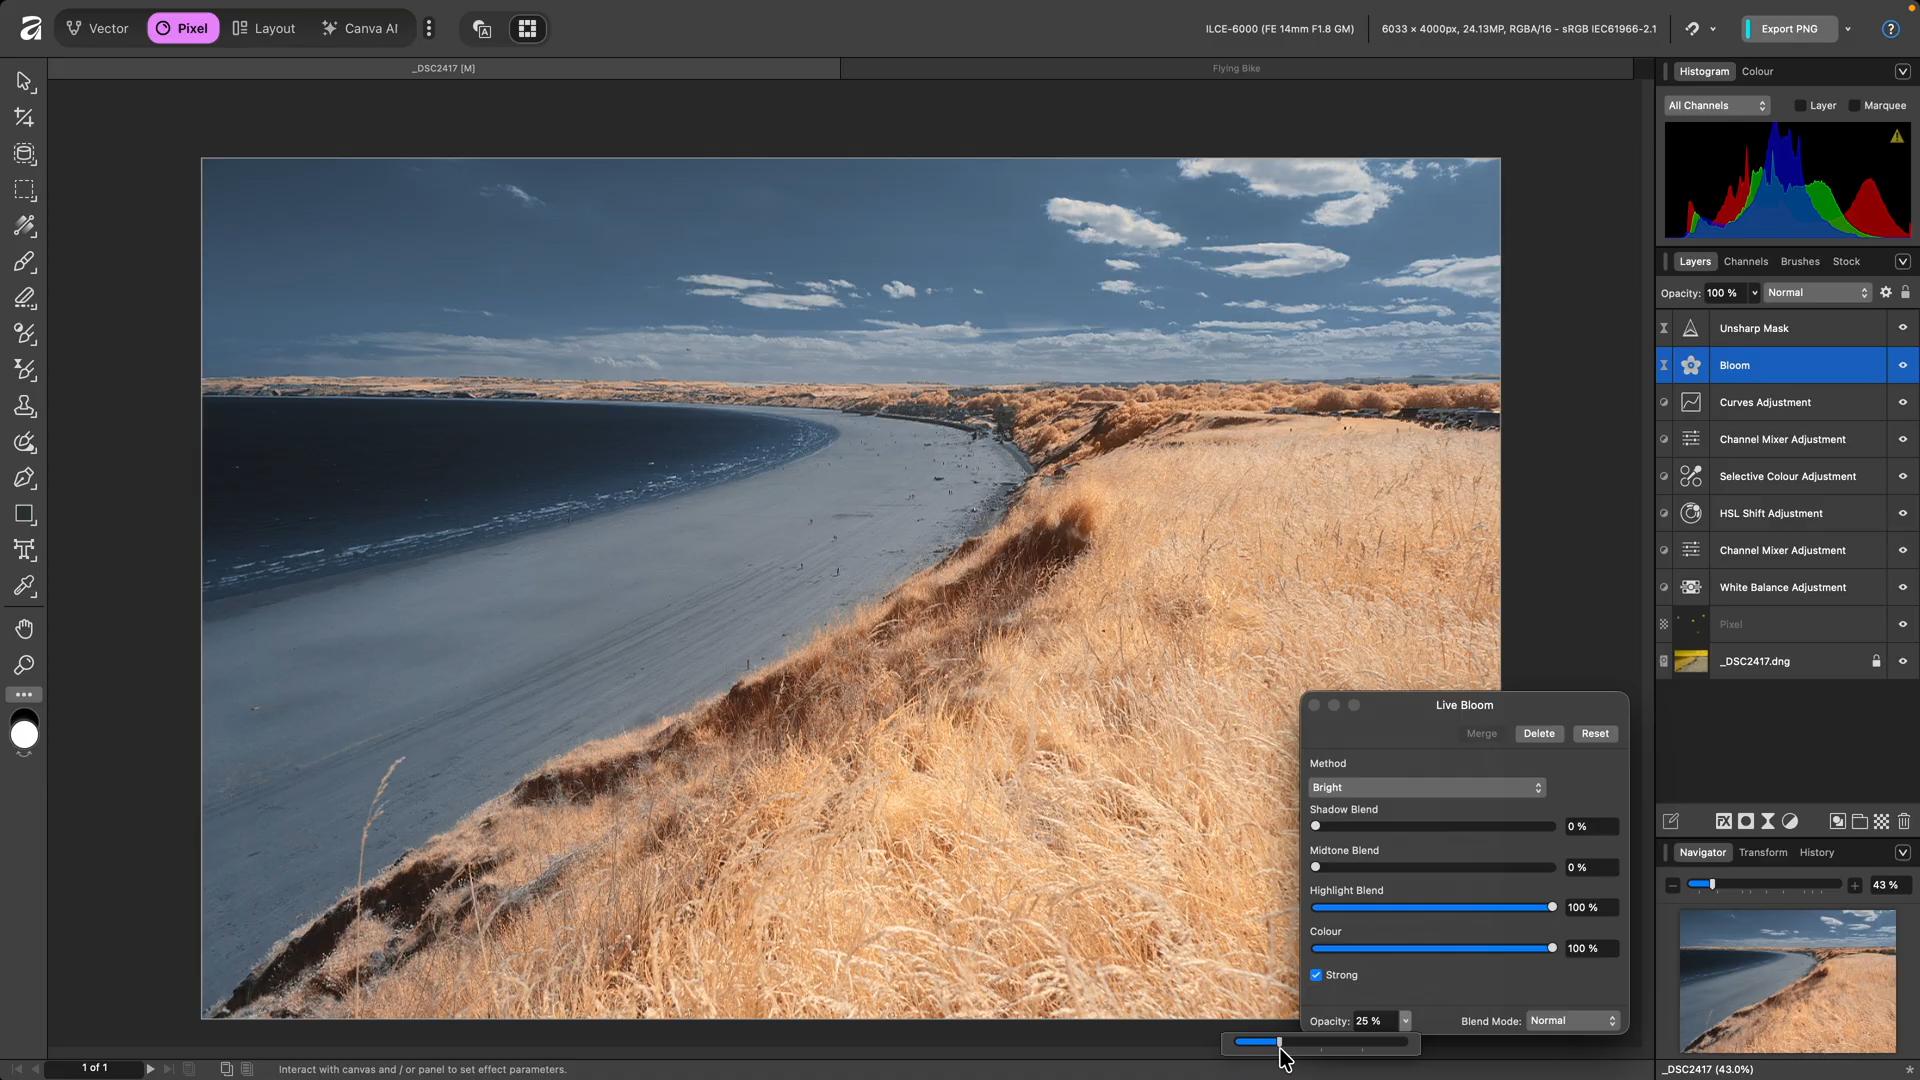 Vector
Pixel
Layout
Canva AI
ILCE-6000 (FE 14mm F1.8 GM)
6033 × 4000px, 24.13MP, RGBA/16 - sRGB IEC61966-2.1
Export PNG
?
_DSC2417 [M]
Flying Bike
Histogram
Colour
All Channels
Layer
Marquee
Layers
Channels
Brushes
Stock
Opacity: 100 %
Normal
Unsharp Mask
Bloom
Curves Adjustment
Channel Mixer Adjustment
Selective Colour Adjustment
HSL Shift Adjustment
Channel Mixer Adjustment
White Balance Adjustment
Pixel
_DSC2417.dng
Live Bloom
Merge
Delete
Reset
Method
Bright
Shadow Blend
0 %
Midtone Blend
0 %
Highlight Blend
100 %
Colour
100 %
Strong
Opacity: 25 %
Blend Mode: Normal
FX
Navigator
Transform
History
43 %
1 of 1
Interact with canvas and / or panel to set effect parameters.
_DSC2417 (43.0%)